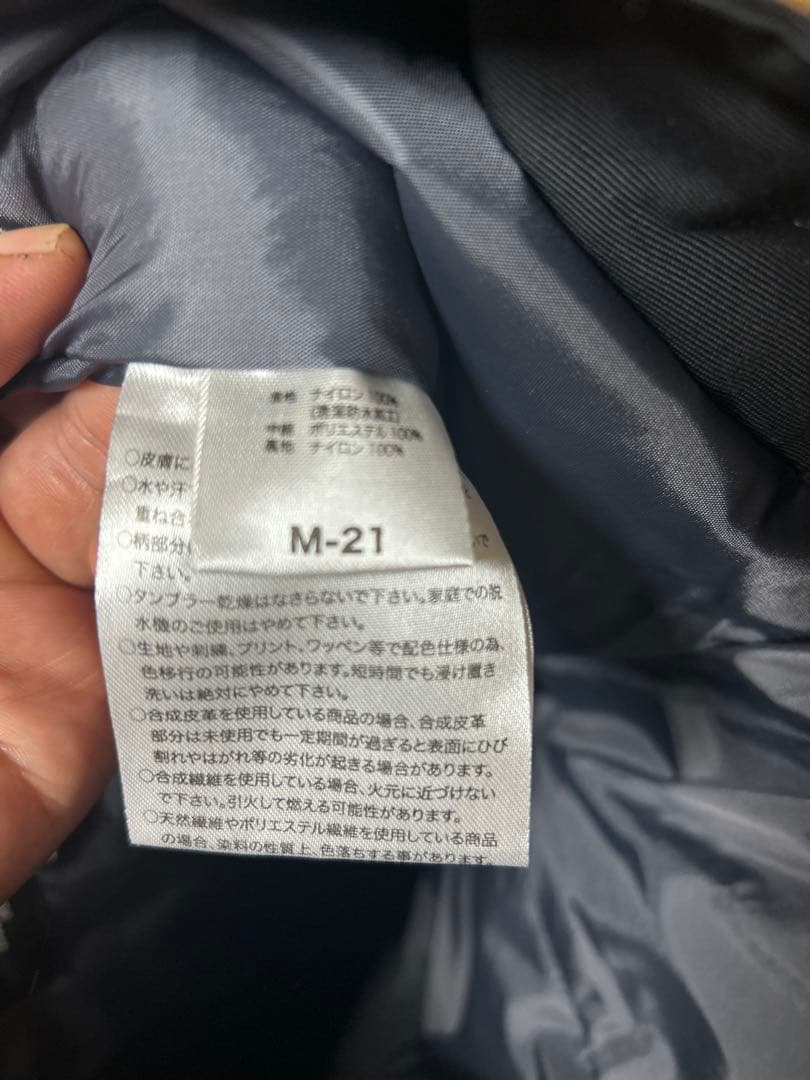 表地 ナイロン 100%
中綿 ポリエステル 100%
裏地 ナイロン 100%
M-21
○皮膚に
○水や汗
重ね合
○柄部分
で
下さい。
○タンブラー乾燥はなさらないで下さい。家庭での脱
水機のご使用はやめて下さい。
○生地や刺繍、プリント、ワッペン等で配色仕様の為、
色移行の可能性があります。短時間でも浸け置き
洗いは絶対にやめて下さい。
○合成皮革を使用している商品の場合、合成皮革
部分は未使用でも一定期間が過ぎると表面にひび
割れやはがれ等の劣化が起きる場合があります。
○合成繊維を使用している場合、火元に近づけない
で下さい。引火して燃える可能性があります。
○天然繊維やポリエステル繊維を使用している商品
の場合、染料の性質上、色落ちする事があります。